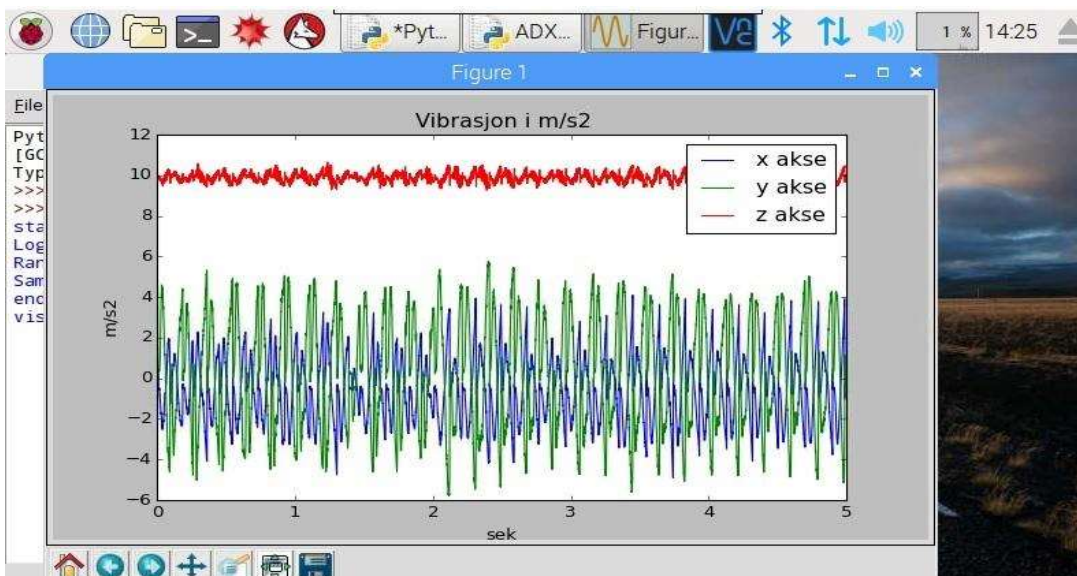 *Pyt... ADX... Figur... 1 % 14:25
Figure 1
File
Pyt
[GC
Typ
>>>
>>>
sta
Log
Ran
Sam
end
vis
Vibrasjon i m/s2
12
10
8
6
4
2
0
−2
−4
−6
m/s2
x akse
y akse
z akse
0 1 2 3 4 5
sek